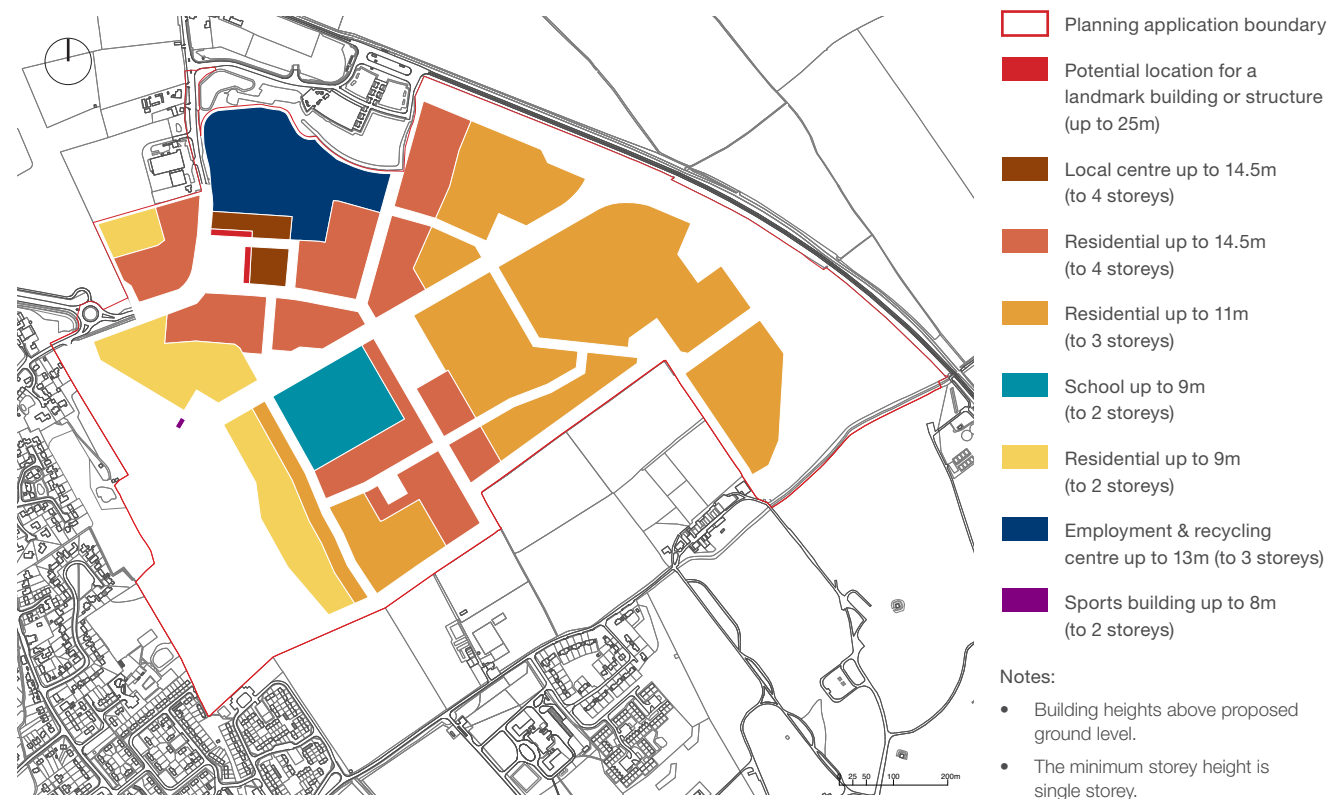 Planning application boundary
Potential location for a
landmark building or structure
(up to 25m)
Local centre up to 14.5m
(to 4 storeys)
Residential up to 14.5m
(to 4 storeys)
Residential up to 11m
(to 3 storeys)
School up to 9m
(to 2 storeys)
Residential up to 9m
(to 2 storeys)
Employment & recycling
centre up to 13m (to 3 storeys)
Sports building up to 8m
(to 2 storeys)
Notes:
• Building heights above proposed
ground level.
• The minimum storey height is
single storey.
0 25 50 100 200m